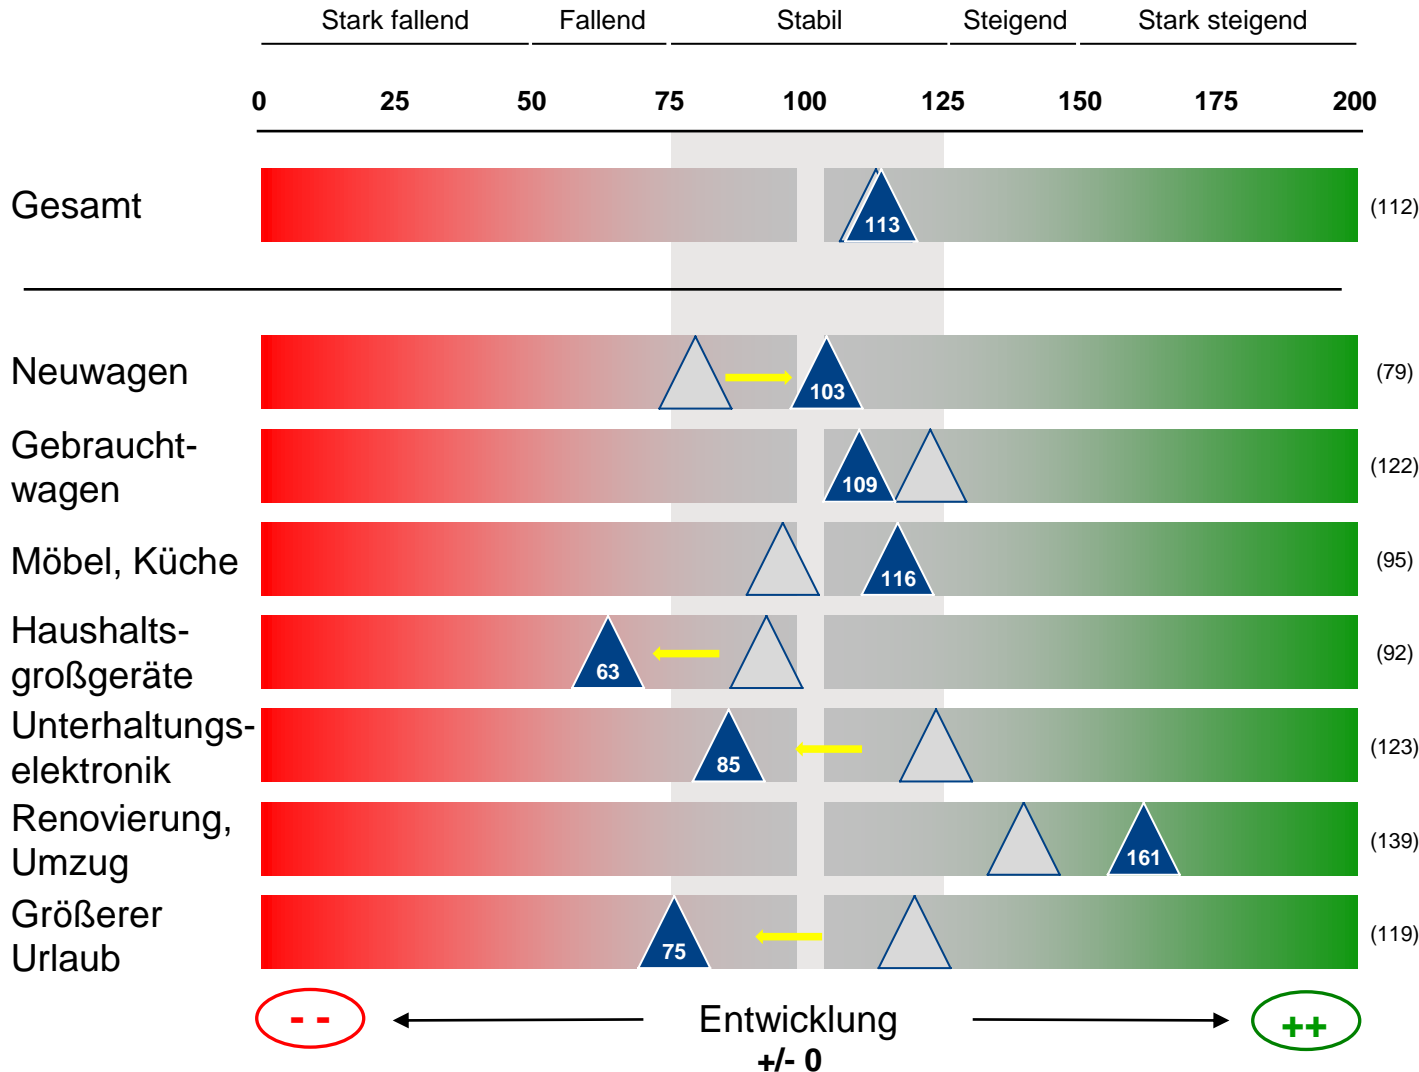 Stark fallend Fallend Stabil Steigend Stark steigend
0 25 50 75 100 125 150 175 200
Gesamt 113 (112)
Neuwagen 103 (79)
Gebraucht-
wagen 109 (122)
Möbel, Küche 116 (95)
Haushalts-
großgeräte 63 (92)
Unterhaltungs-
elektronik 85 (123)
Renovierung,
Umzug 161 (139)
Größerer
Urlaub 75 (119)
- - Entwicklung ++
+/- 0